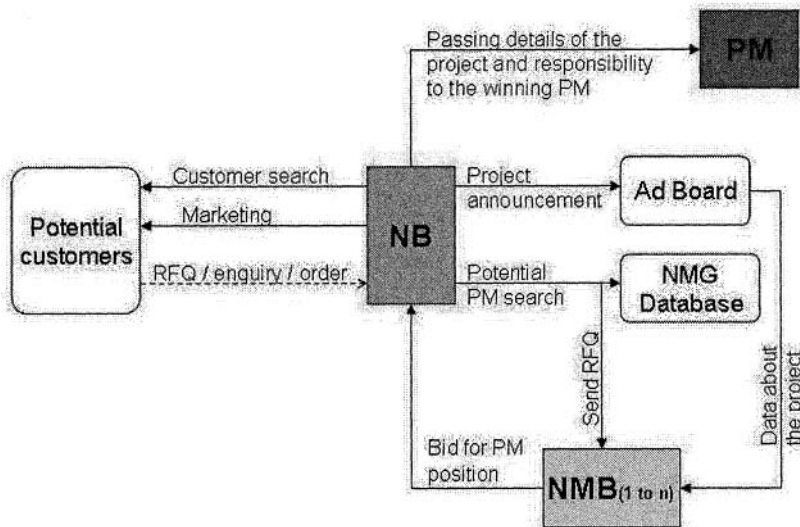 Passing details of the
project and responsibility
to the winning PM
PM
Customer search
Marketing
RFQ / enquiry / order
Potential
customers
NB
Project
announcement
Ad Board
Potential
PM search
NMG
Database
Send RFQ
Data about
the project
Bid for PM
position
NMB(1 to n)